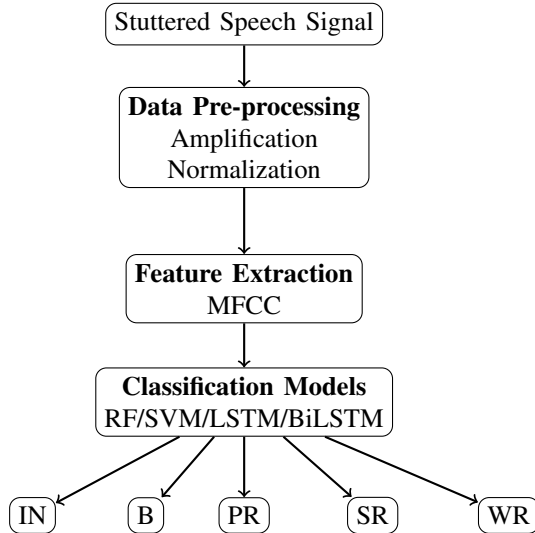 Stuttered Speech Signal
Data Pre-processing
Amplification
Normalization
Feature Extraction
MFCC
Classification Models
RF/SVM/LSTM/BiLSTM
IN B PR SR WR